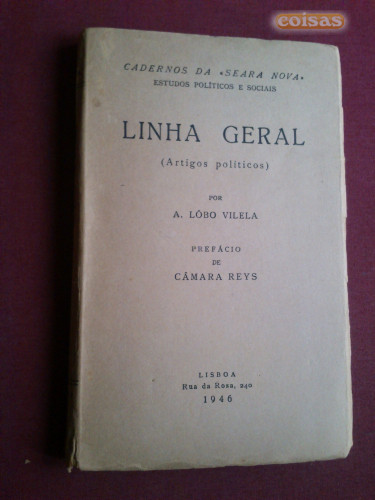 coisas
CADERNOS DA «SEARA NOVA»
ESTUDOS POLÍTICOS E SOCIAIS
LINHA GERAL
(Artigos políticos)
POR
A. LÔBO VILELA
PREFÁCIO
DE
CÂMARA REYS
LISBOA
Rua da Rosa, 240
1946